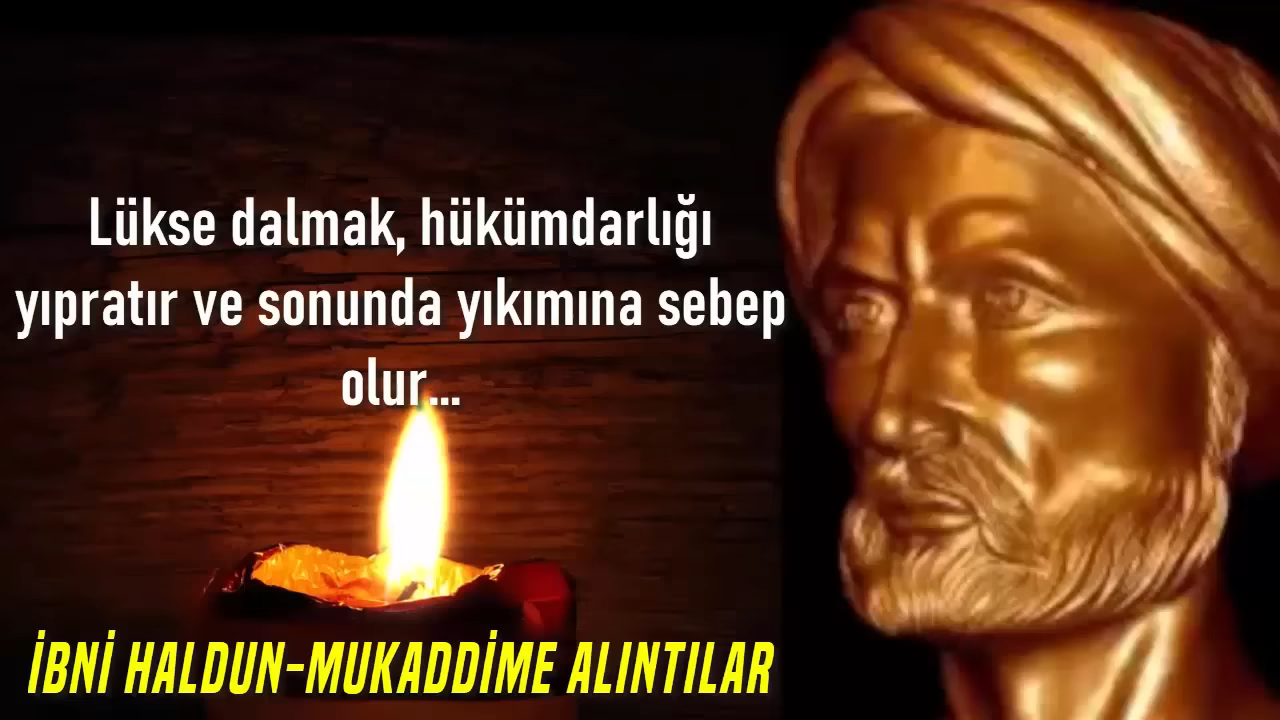 Lükse dalmak, hükümdarlığı
yıpratır ve sonunda yıkımına sebep
olur...
İBNİ HALDUN-MUKADDİME ALINTILAR